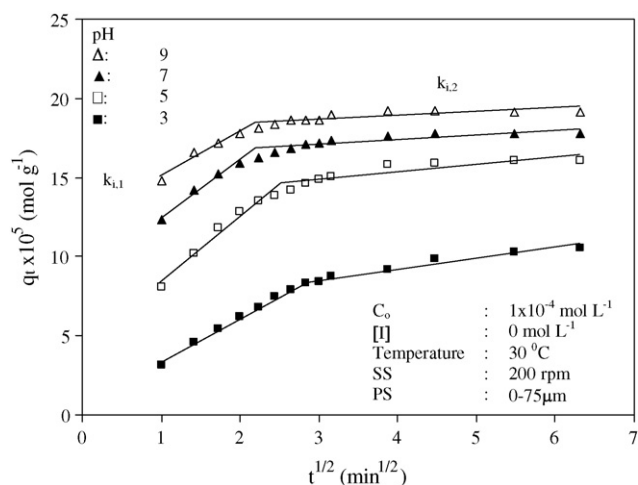 25
20
15
10
5
0
q_t x10^5 (mol g^-1)
pH
△: 9
▲: 7
□: 5
■: 3
k_i,1
k_i,2
C_o : 1x10^-4 mol L^-1
[I] : 0 mol L^-1
Temperature : 30 ^0C
SS : 200 rpm
PS : 0-75μm
0 1 2 3 4 5 6 7
t^1/2 (min^1/2)